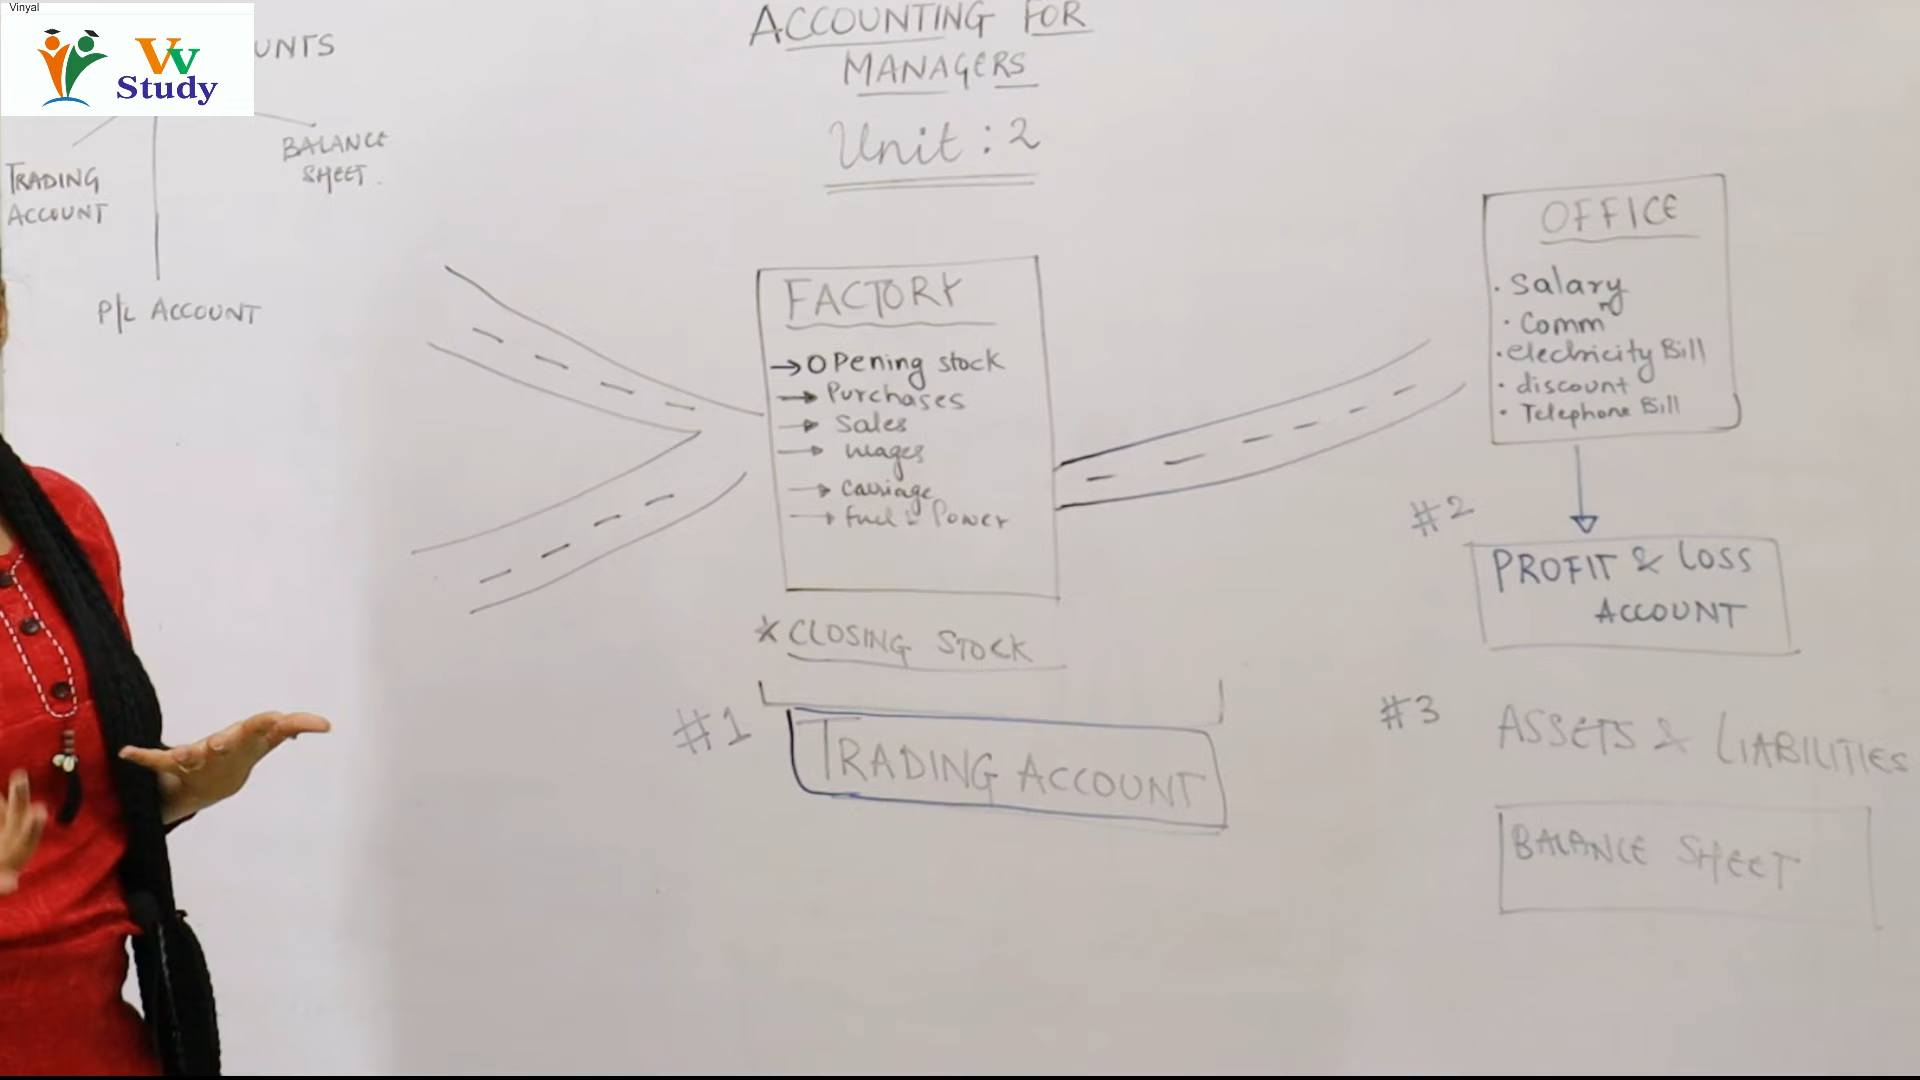 Vinyal
VV
Study
UNTS
TRADING
ACCOUNT
BALANCE
SHEET.
P/L ACCOUNT
ACCOUNTING FOR
MANAGERS
Unit : 2
FACTORY
→ Opening stock
→ Purchases
→ Sales
→ wages
→ Carriage
→ Fuel & Power
* CLOSING STOCK
#1
TRADING ACCOUNT
OFFICE
· Salary
· Commⁿ
· electricity Bill
· discount
· Telephone Bill
#2
PROFIT & LOSS
ACCOUNT
#3 ASSETS & LIABILITIES
BALANCE SHEET